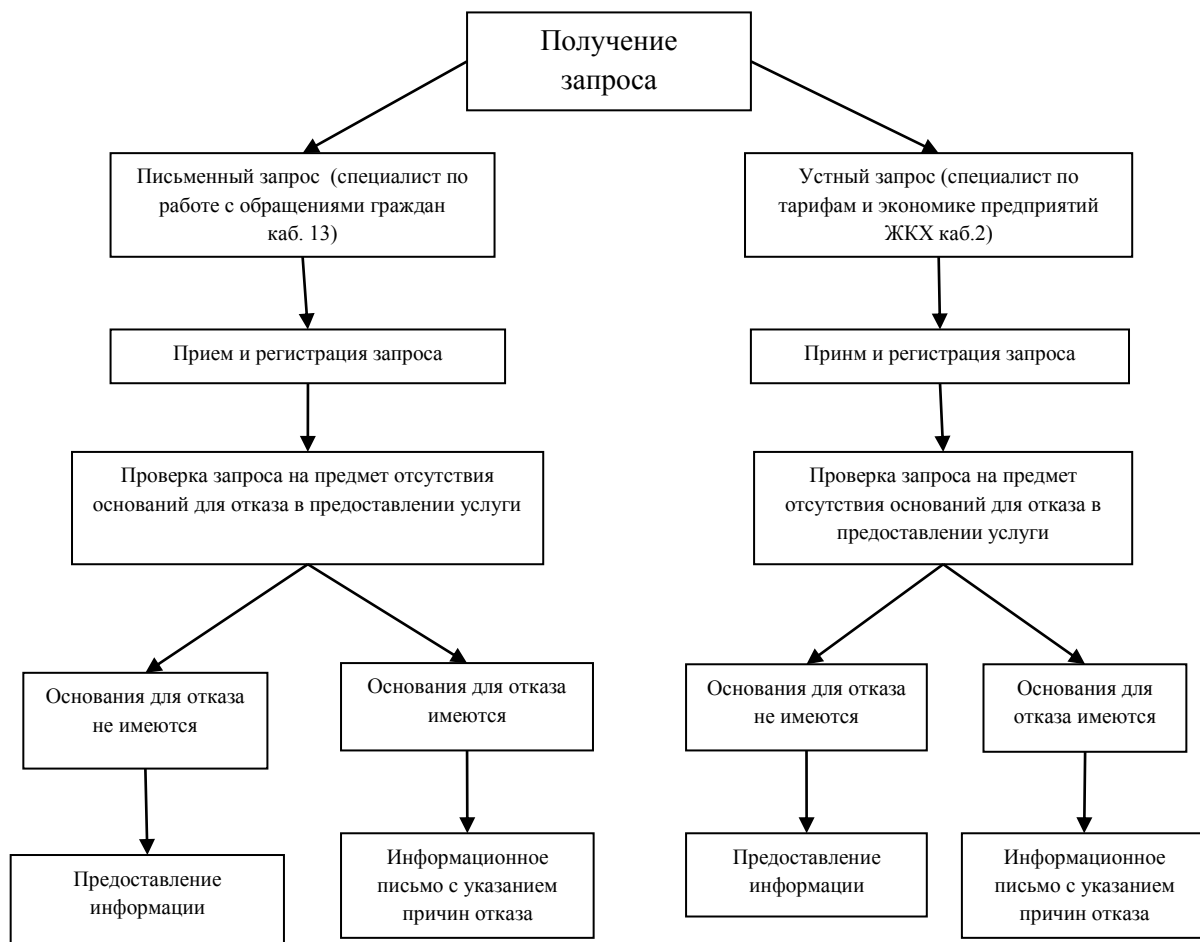 Получение
запроса
Письменный запрос (специалист по
работе с обращениями граждан
каб. 13)
Устный запрос (специалист по
тарифам и экономике предприятий
ЖКХ каб.2)
Прием и регистрация запроса
Принм и регистрация запроса
Проверка запроса на предмет отсутствия
оснований для отказа в предоставлении услуги
Проверка запроса на предмет
отсутствия оснований для отказа в
предоставлении услуги
Основания для отказа
не имеются
Основания для отказа
имеются
Основания для отказа
не имеются
Основания для
отказа имеются
Предоставление
информации
Информационное
письмо с указанием
причин отказа
Предоставление
информации
Информационное
письмо с указанием
причин отказа